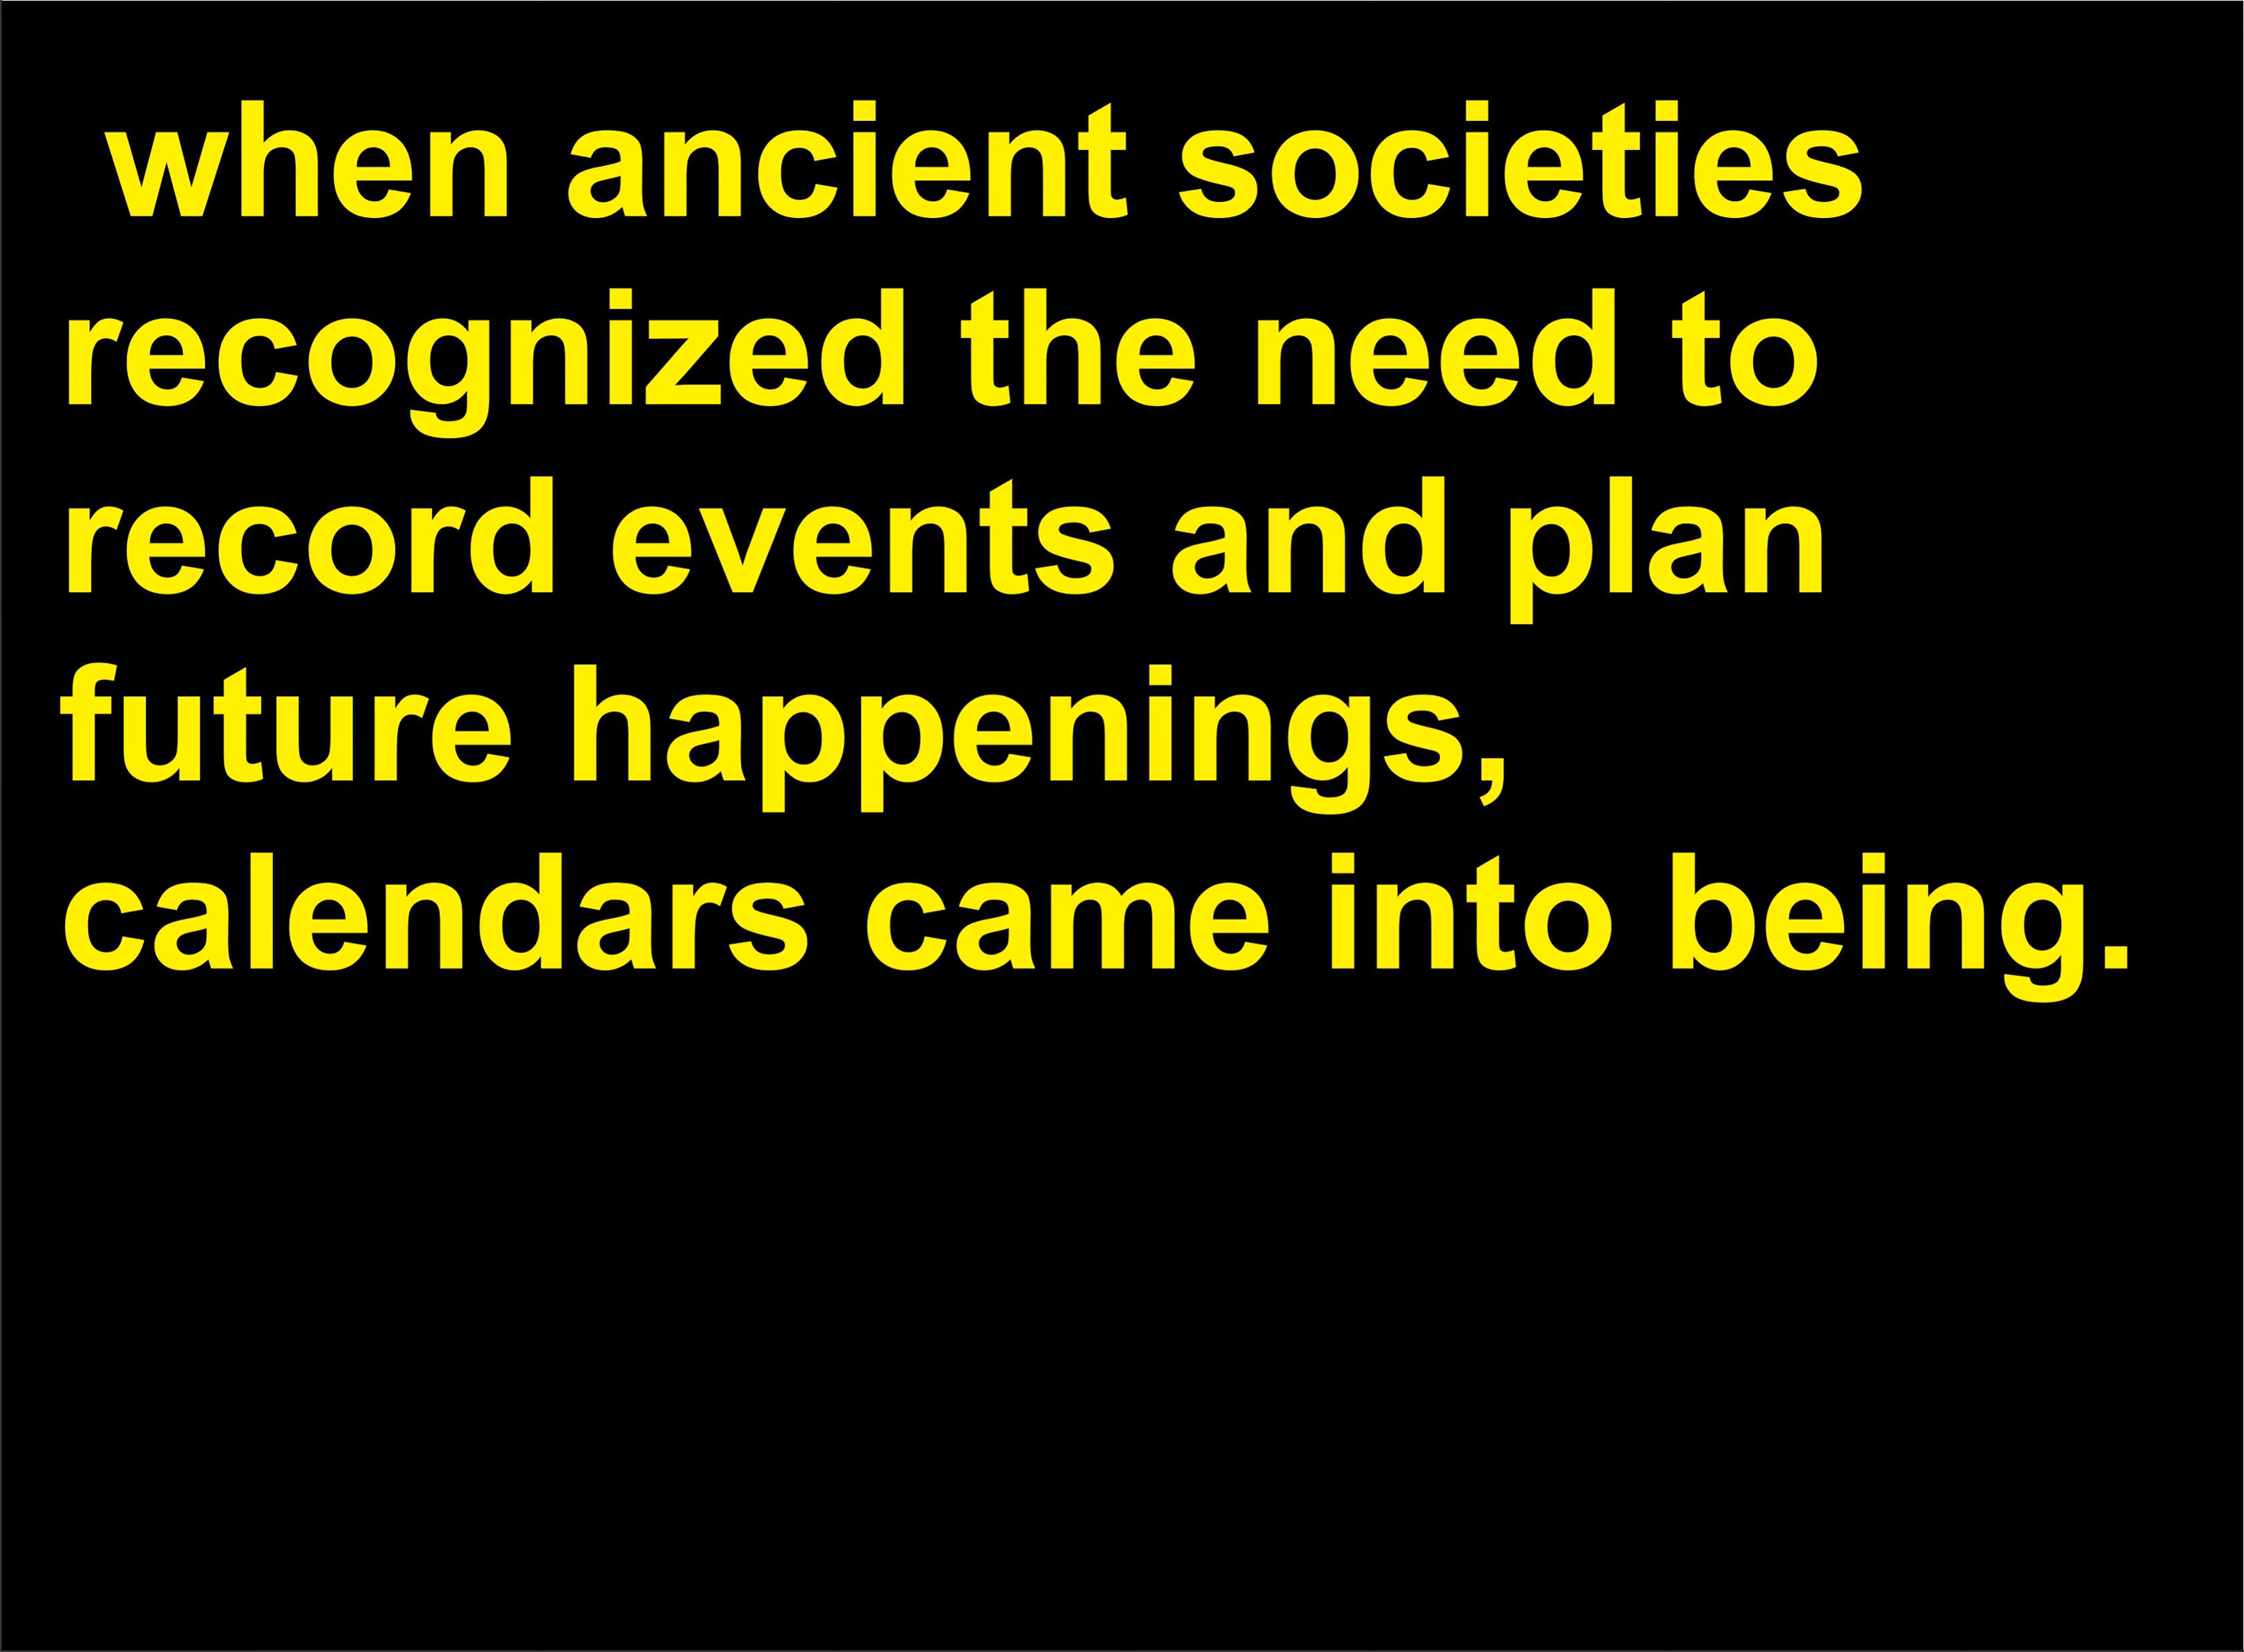 when ancient societies
recognized the need to
record events and plan
future happenings,
calendars came into being.